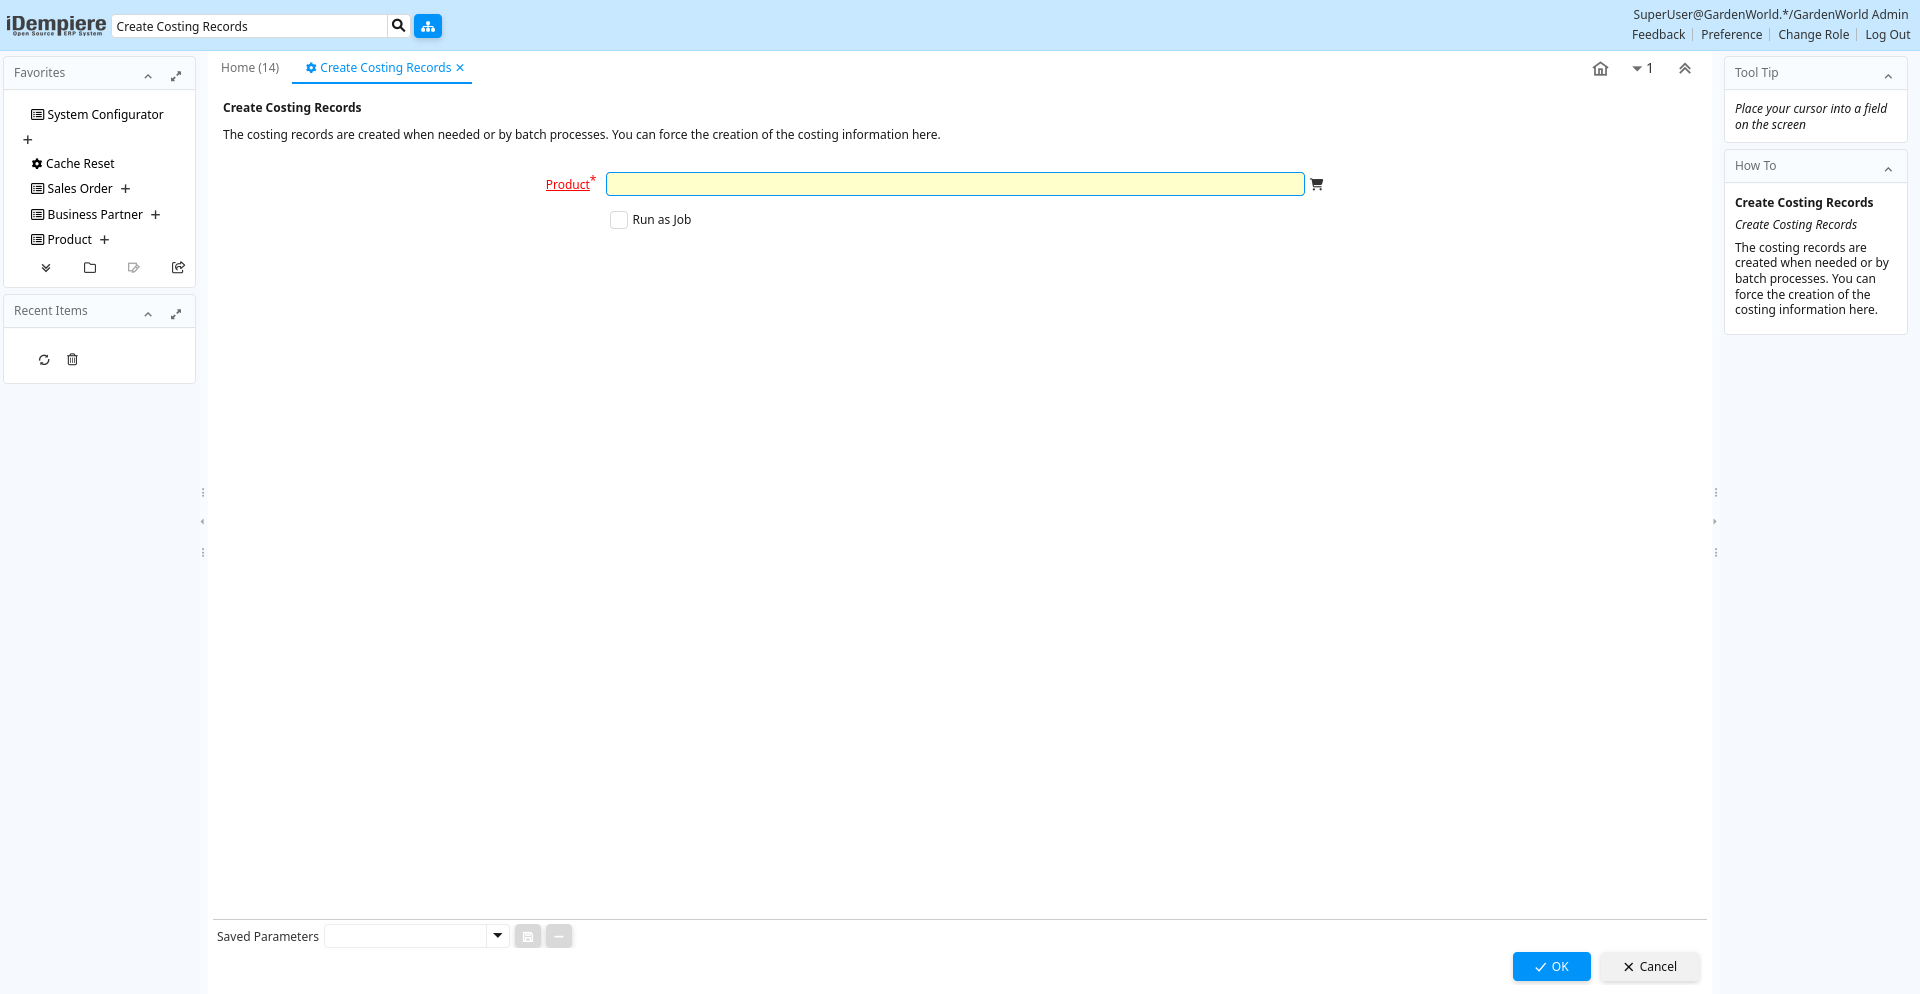 iDempiere
Open Source ERP System
Create Costing Records
SuperUser@GardenWorld.*/GardenWorld Admin
Feedback
Preference
Change Role
Log Out
Favorites
System Configurator
Cache Reset
Sales Order
Business Partner
Product
Recent Items
Home (14)
Create Costing Records
1
Create Costing Records
The costing records are created when needed or by batch processes. You can force the creation of the costing information here.
Product*
Run as Job
Saved Parameters
OK
Cancel
Tool Tip
Place your cursor into a field
on the screen
How To
Create Costing Records
Create Costing Records
The costing records are
created when needed or by
batch processes. You can
force the creation of the
costing information here.